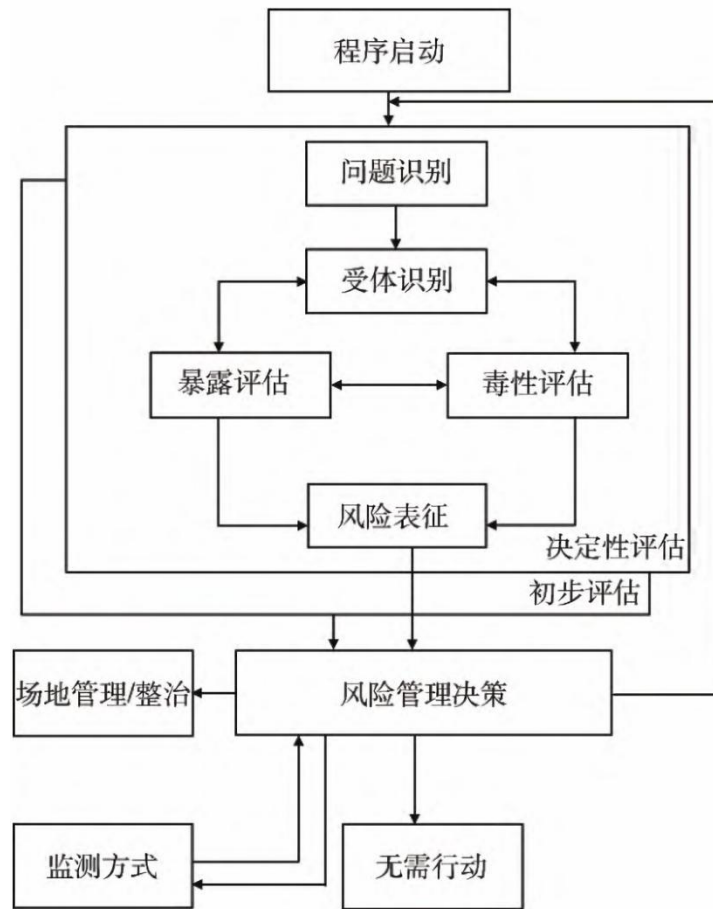 程序启动
问题识别
受体识别
暴露评估
毒性评估
风险表征
决定性评估
初步评估
场地管理/整治
风险管理决策
监测方式
无需行动